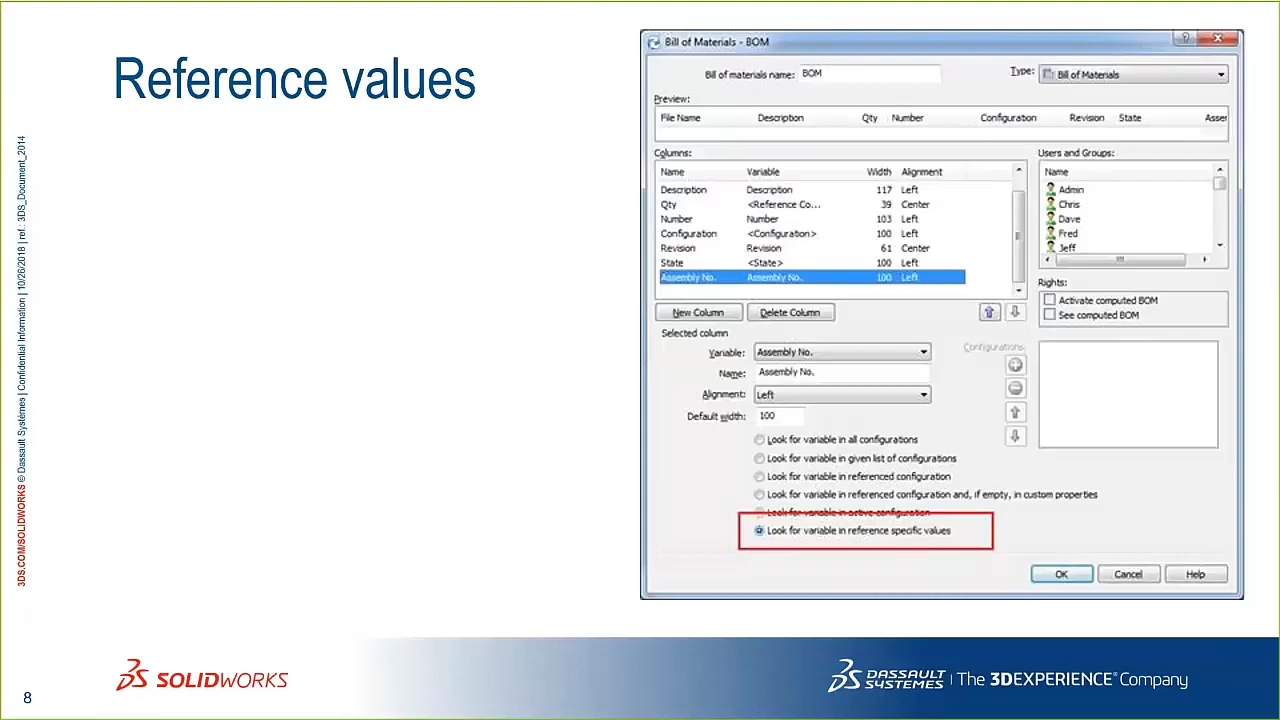 Reference values
3DS.COM/SOLIDWORKS © Dassault Systèmes | Confidential Information | 10/26/2018 | ref.: 3DS_Document_2014
Bill of Materials - BOM
Bill of materials name: BOM
Type: Bill of Materials
Preview:
File Name Description Qty Number Configuration Revision State Asser
Columns:
Name Variable Width Alignment
Description Description 117 Left
Qty <Reference Co... 39 Center
Number Number 103 Left
Configuration <Configuration> 100 Left
Revision Revision 61 Center
State <State> 100 Left
Assembly No. Assembly No. 100 Left
Users and Groups:
Name
Admin
Chris
Dave
Fred
Jeff
New Column Delete Column
Rights:
Activate computed BOM
See computed BOM
Selected column
Variable: Assembly No.
Name: Assembly No.
Alignment: Left
Default width: 100
Configurations:
Look for variable in all configurations
Look for variable in given list of configurations
Look for variable in referenced configuration
Look for variable in referenced configuration and, if empty, in custom properties
Look for variable in active configuration
Look for variable in reference specific values
OK Cancel Help
SOLIDWORKS
DASSAULT SYSTEMES | The 3DEXPERIENCE® Company
8